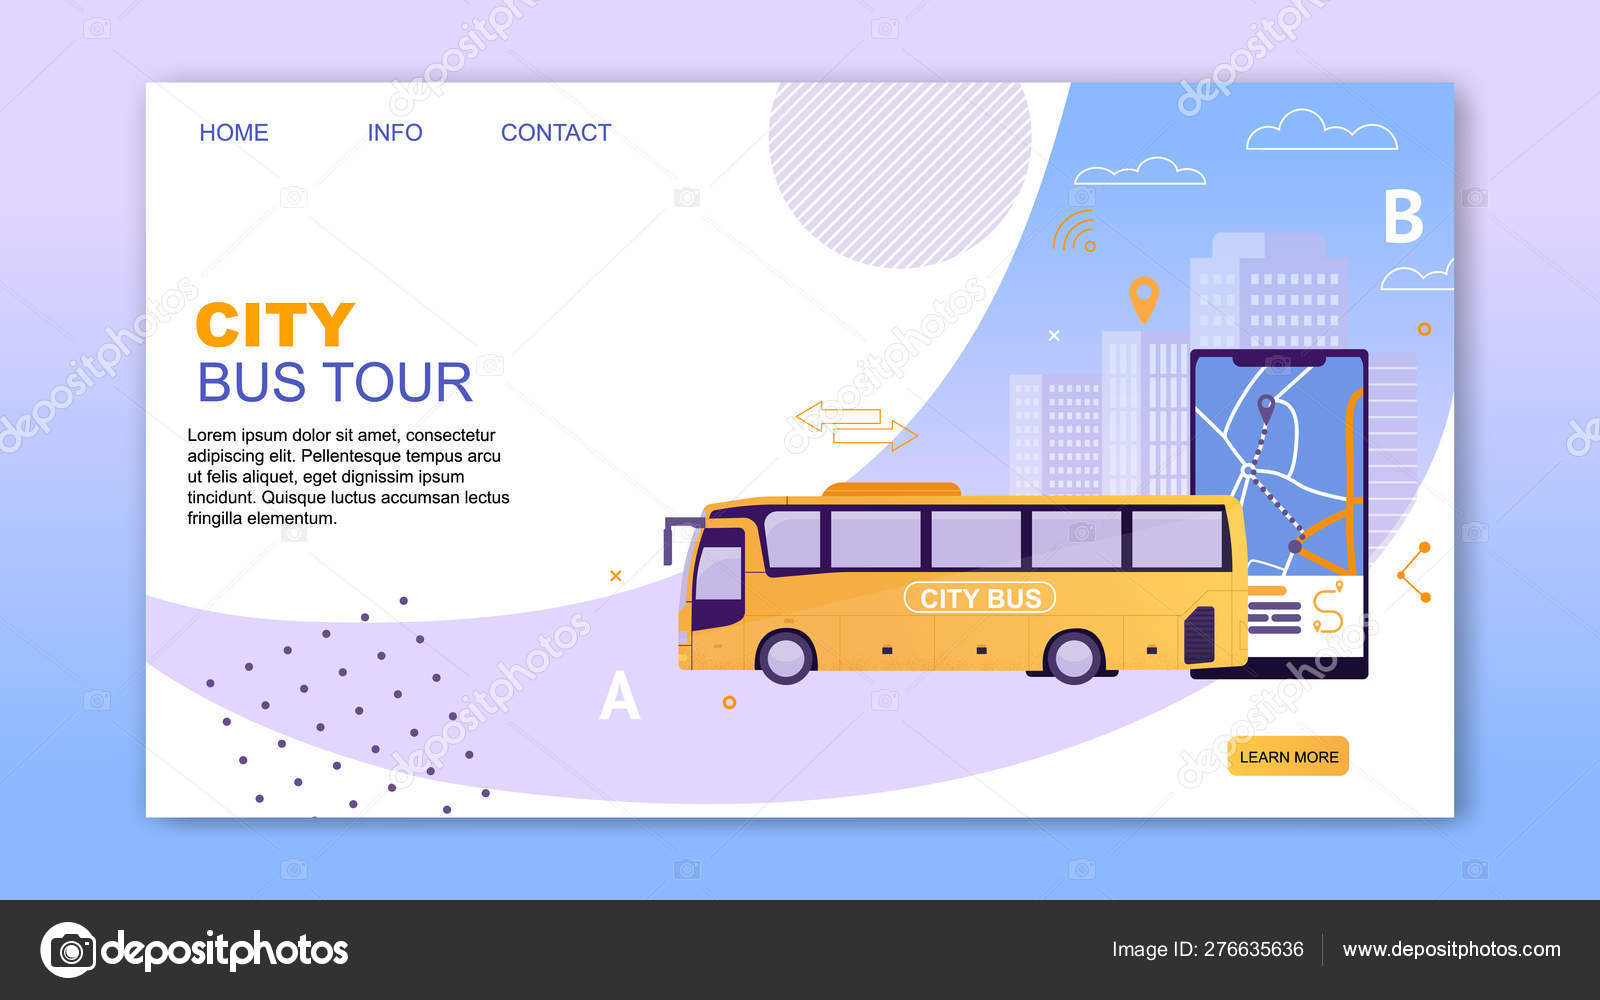 HOME INFO CONTACT
B
CITY
BUS TOUR
Lorem ipsum dolor sit amet, consectetur
adipiscing elit. Pellentesque tempus arcu
ut felis aliquet, eget dignissim ipsum
tincidunt. Quisque luctus accumsan lectus
fringilla elementum.
CITY BUS
A
LEARN MORE
depositphotos
Image ID: 276635636 www.depositphotos.com